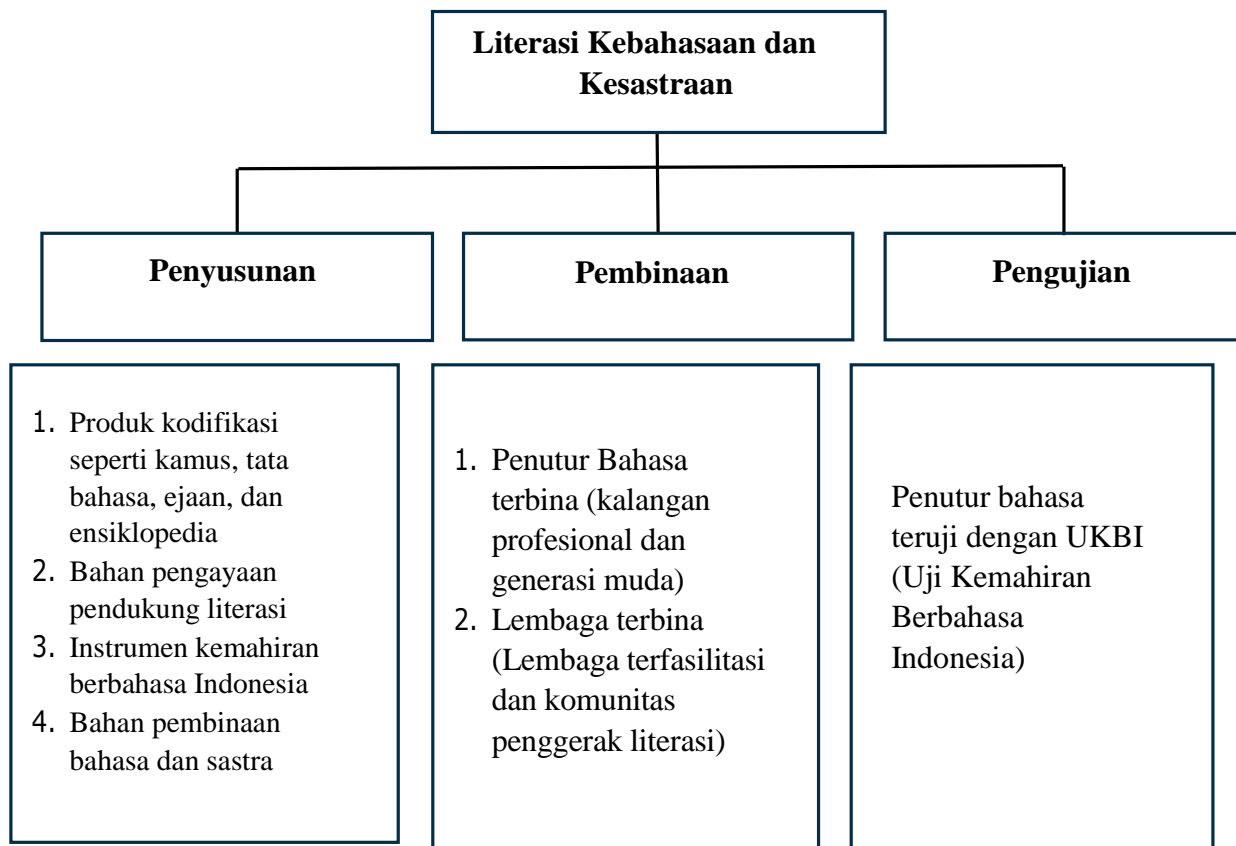 Literasi Kebahasaan dan
Kesastraan
Penyusunan
Pembinaan
Pengujian
1. Produk kodifikasi
seperti kamus, tata
bahasa, ejaan, dan
ensiklopedia
2. Bahan pengayaan
pendukung literasi
3. Instrumen kemahiran
berbahasa Indonesia
4. Bahan pembinaan
bahasa dan sastra
1. Penutur Bahasa
terbina (kalangan
profesional dan
generasi muda)
2. Lembaga terbina
(Lembaga terfasilitasi
dan komunitas
penggerak literasi)
Penutur bahasa
teruji dengan UKBI
(Uji Kemahiran
Berbahasa
Indonesia)